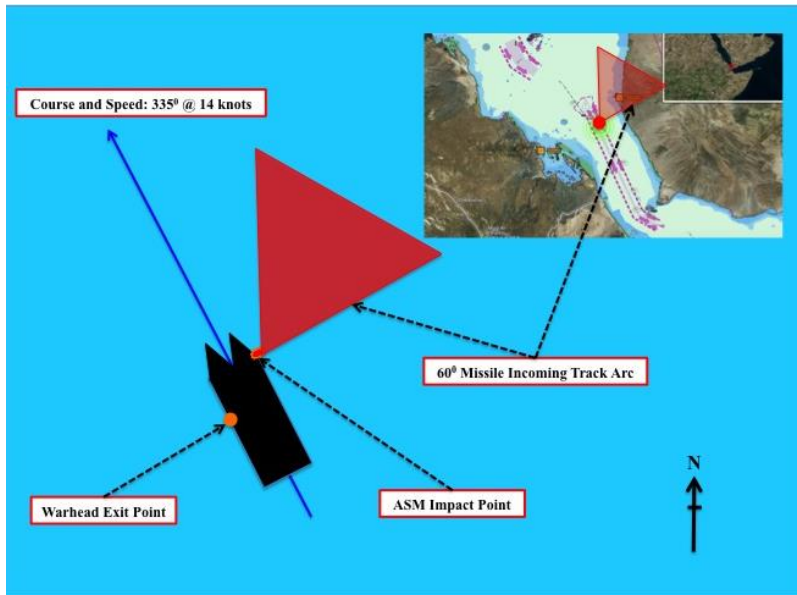 Course and Speed: 335⁰ @ 14 knots
60⁰ Missile Incoming Track Arc
N
Warhead Exit Point
ASM Impact Point